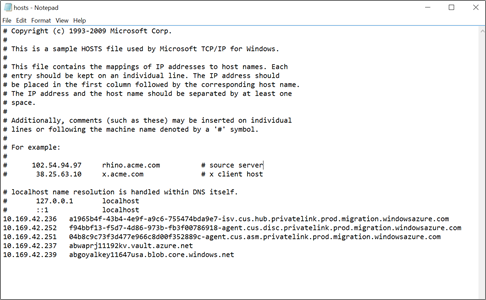 hosts - Notepad
File Edit Format View Help
# Copyright (c) 1993-2009 Microsoft Corp.
#
# This is a sample HOSTS file used by Microsoft TCP/IP for Windows.
#
# This file contains the mappings of IP addresses to host names. Each
# entry should be kept on an individual line. The IP address should
# be placed in the first column followed by the corresponding host name.
# The IP address and the host name should be separated by at least one
# space.
#
# Additionally, comments (such as these) may be inserted on individual
# lines or following the machine name denoted by a '#' symbol.
#
# For example:
#
# 102.54.94.97 rhino.acme.com # source server
# 38.25.63.10 x.acme.com # x client host

# localhost name resolution is handled within DNS itself.
# 127.0.0.1 localhost
# ::1 localhost
10.169.42.236 a1965b4f-43b4-4e9f-a9c6-755474bda9e7-isv.cus.hub.privatelink.prod.migration.windowsazure.com
10.169.42.252 f94bbf13-f5d7-4d86-973b-fb3f00786918-agent.cus.disc.privatelink.prod.migration.windowsazure.com
10.169.42.251 04b8c9c73f3d477e966c8d00f352889c-agent.cus.asm.privatelink.prod.migration.windowsazure.com
10.169.42.237 abwaprj11192kv.vault.azure.net
10.169.42.239 abgoyalkey11647usa.blob.core.windows.net